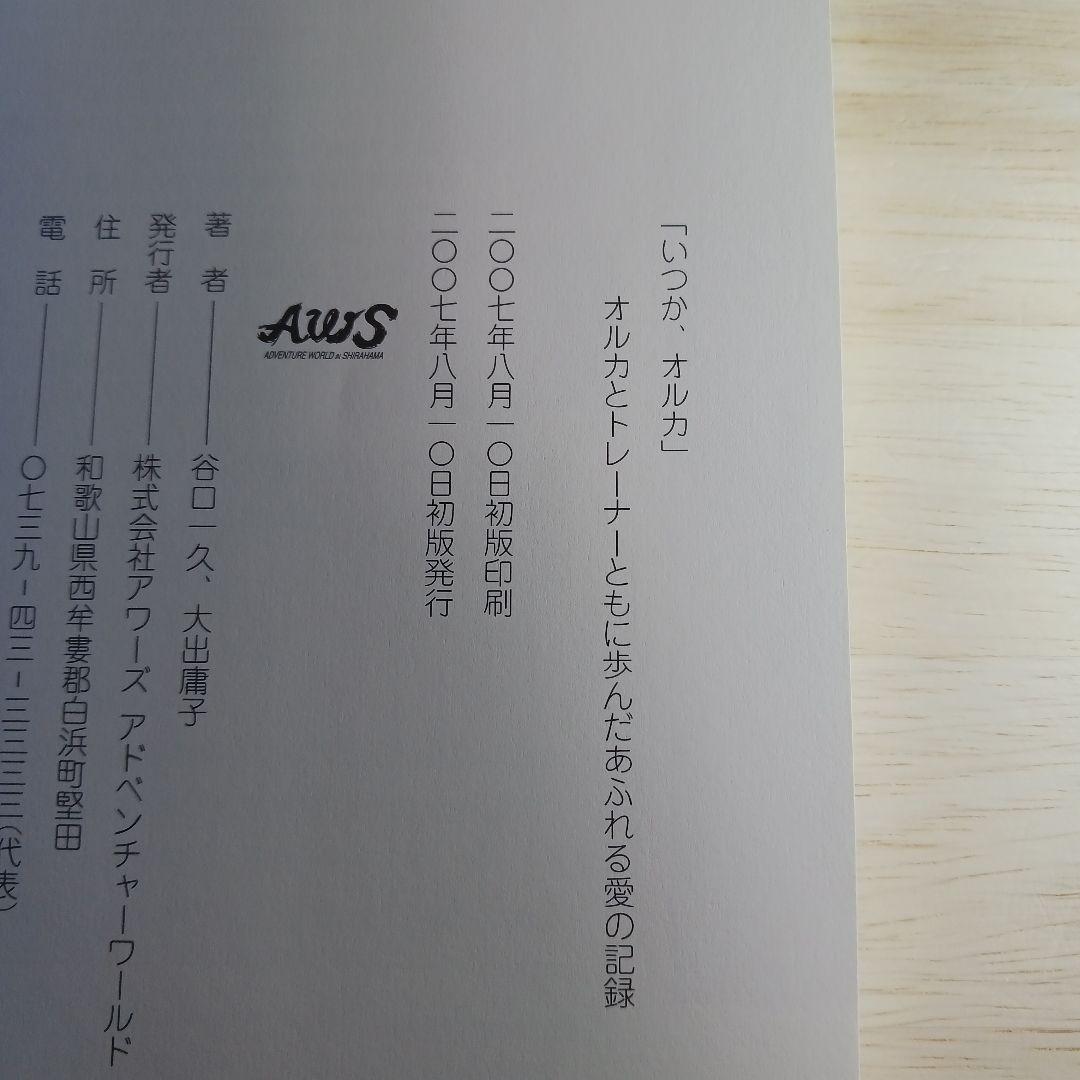 「いつか、オルカ」
オルカとトレーナーともに歩んだあふれる愛の記録
二〇〇七年八月一〇日初版印刷
二〇〇七年八月一〇日初版発行
AWS
ADVENTURE WORLD IN SHIRAHAMA
著者――谷口一久、大出庸子
発行者――株式会社アワーズ アドベンチャーワールド
住所――和歌山県西牟婁郡白浜町堅田
電話――〇七三九-四三-三三三三(代表)